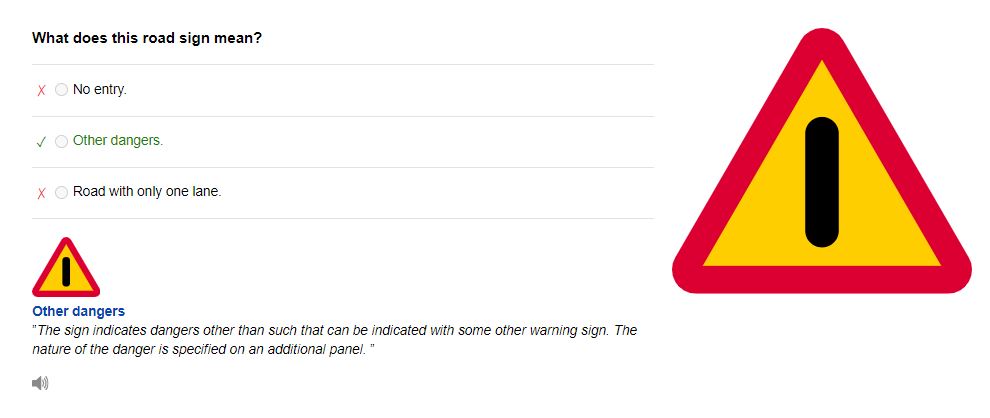 What does this road sign mean?
No entry.
Other dangers.
Road with only one lane.
Other dangers
"The sign indicates dangers other than such that can be indicated with some other warning sign. The
nature of the danger is specified on an additional panel. "